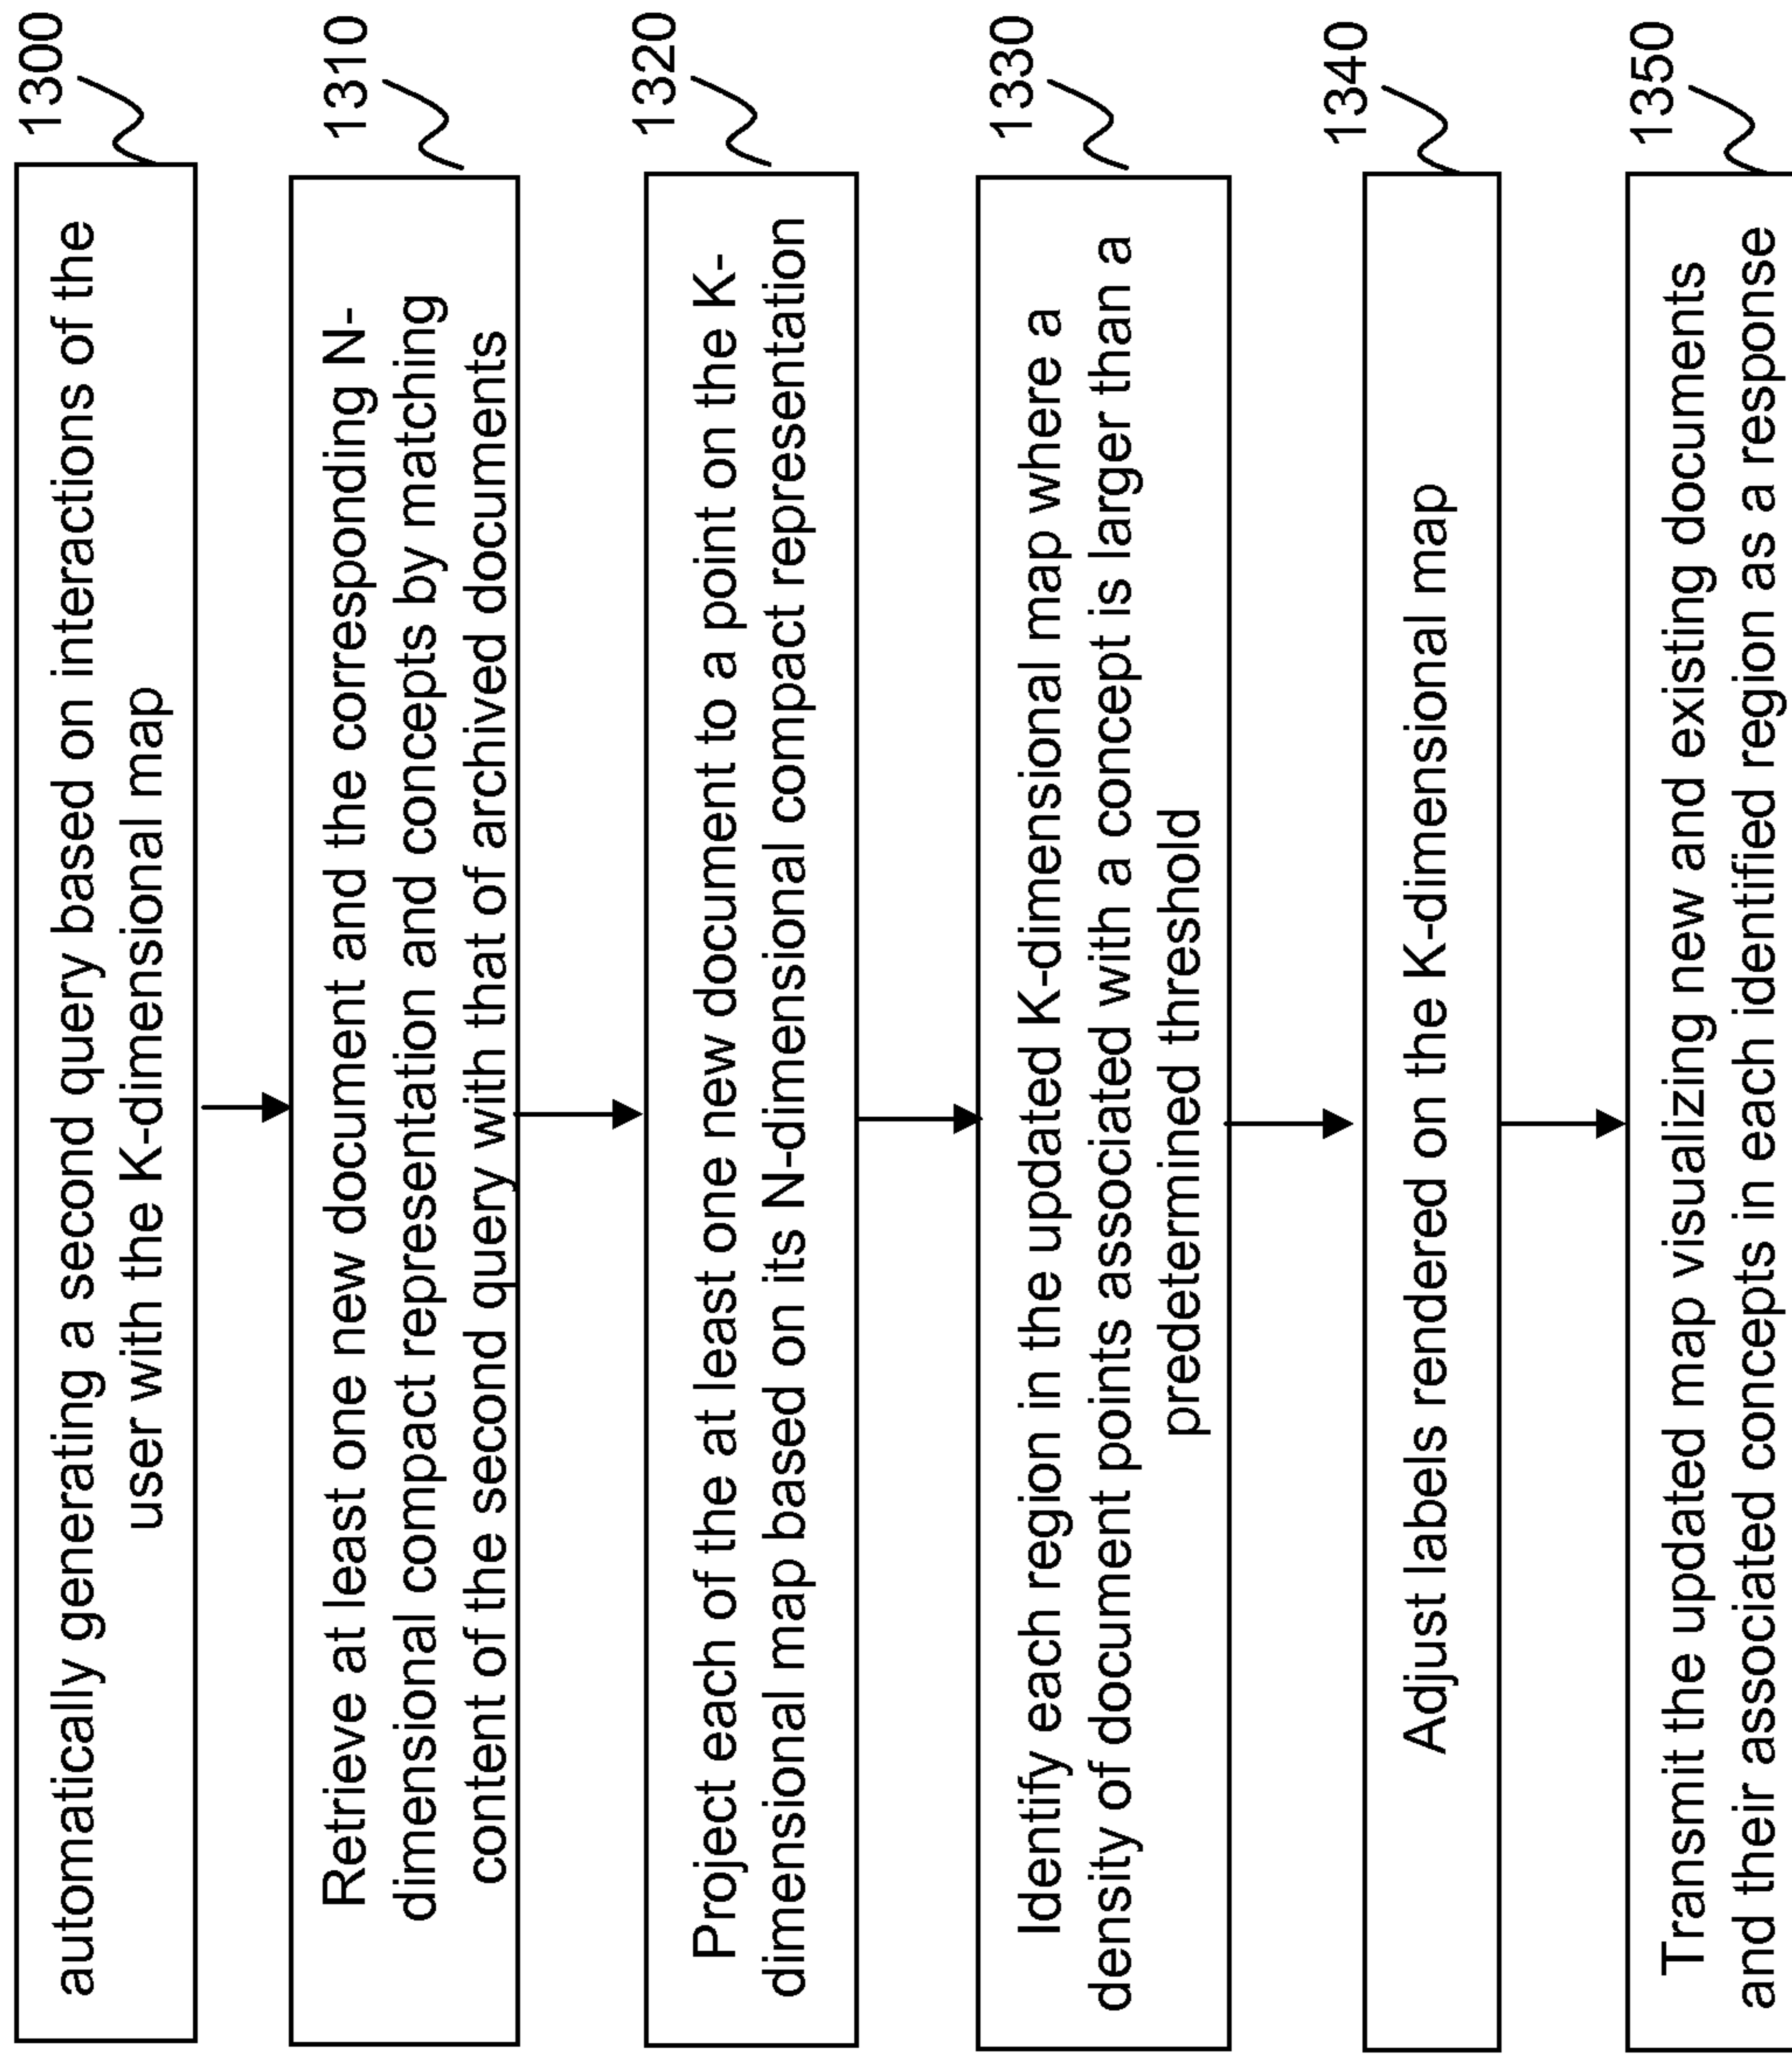 1300
automatically generating a second query based on interactions of the
user with the K-dimensional map
1310
Retrieve at least one new document and the corresponding N-
dimensional compact representation and concepts by matching
content of the second query with that of archived documents
1320
Project each of the at least one new document to a point on the K-
dimensional map based on its N-dimensional compact representation
1330
Identify each region in the updated K-dimensional map where a
density of document points associated with a concept is larger than a
predetermined threshold
1340
Adjust labels rendered on the K-dimensional map
1350
Transmit the updated map visualizing new and existing documents
and their associated concepts in each identified region as a response